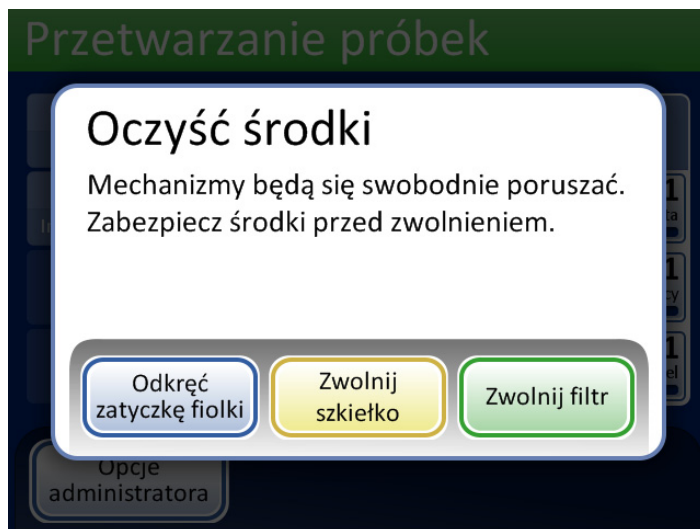 Przetwarzanie próbek
Oczyść środki
Mechanizmy będą się swobodnie poruszać.
Zabezpiecz środki przed zwolnieniem.
Odkręć
zatyczkę fiolki
Zwolnij
szkiełko
Zwolnij filtr
Opcje
administratora